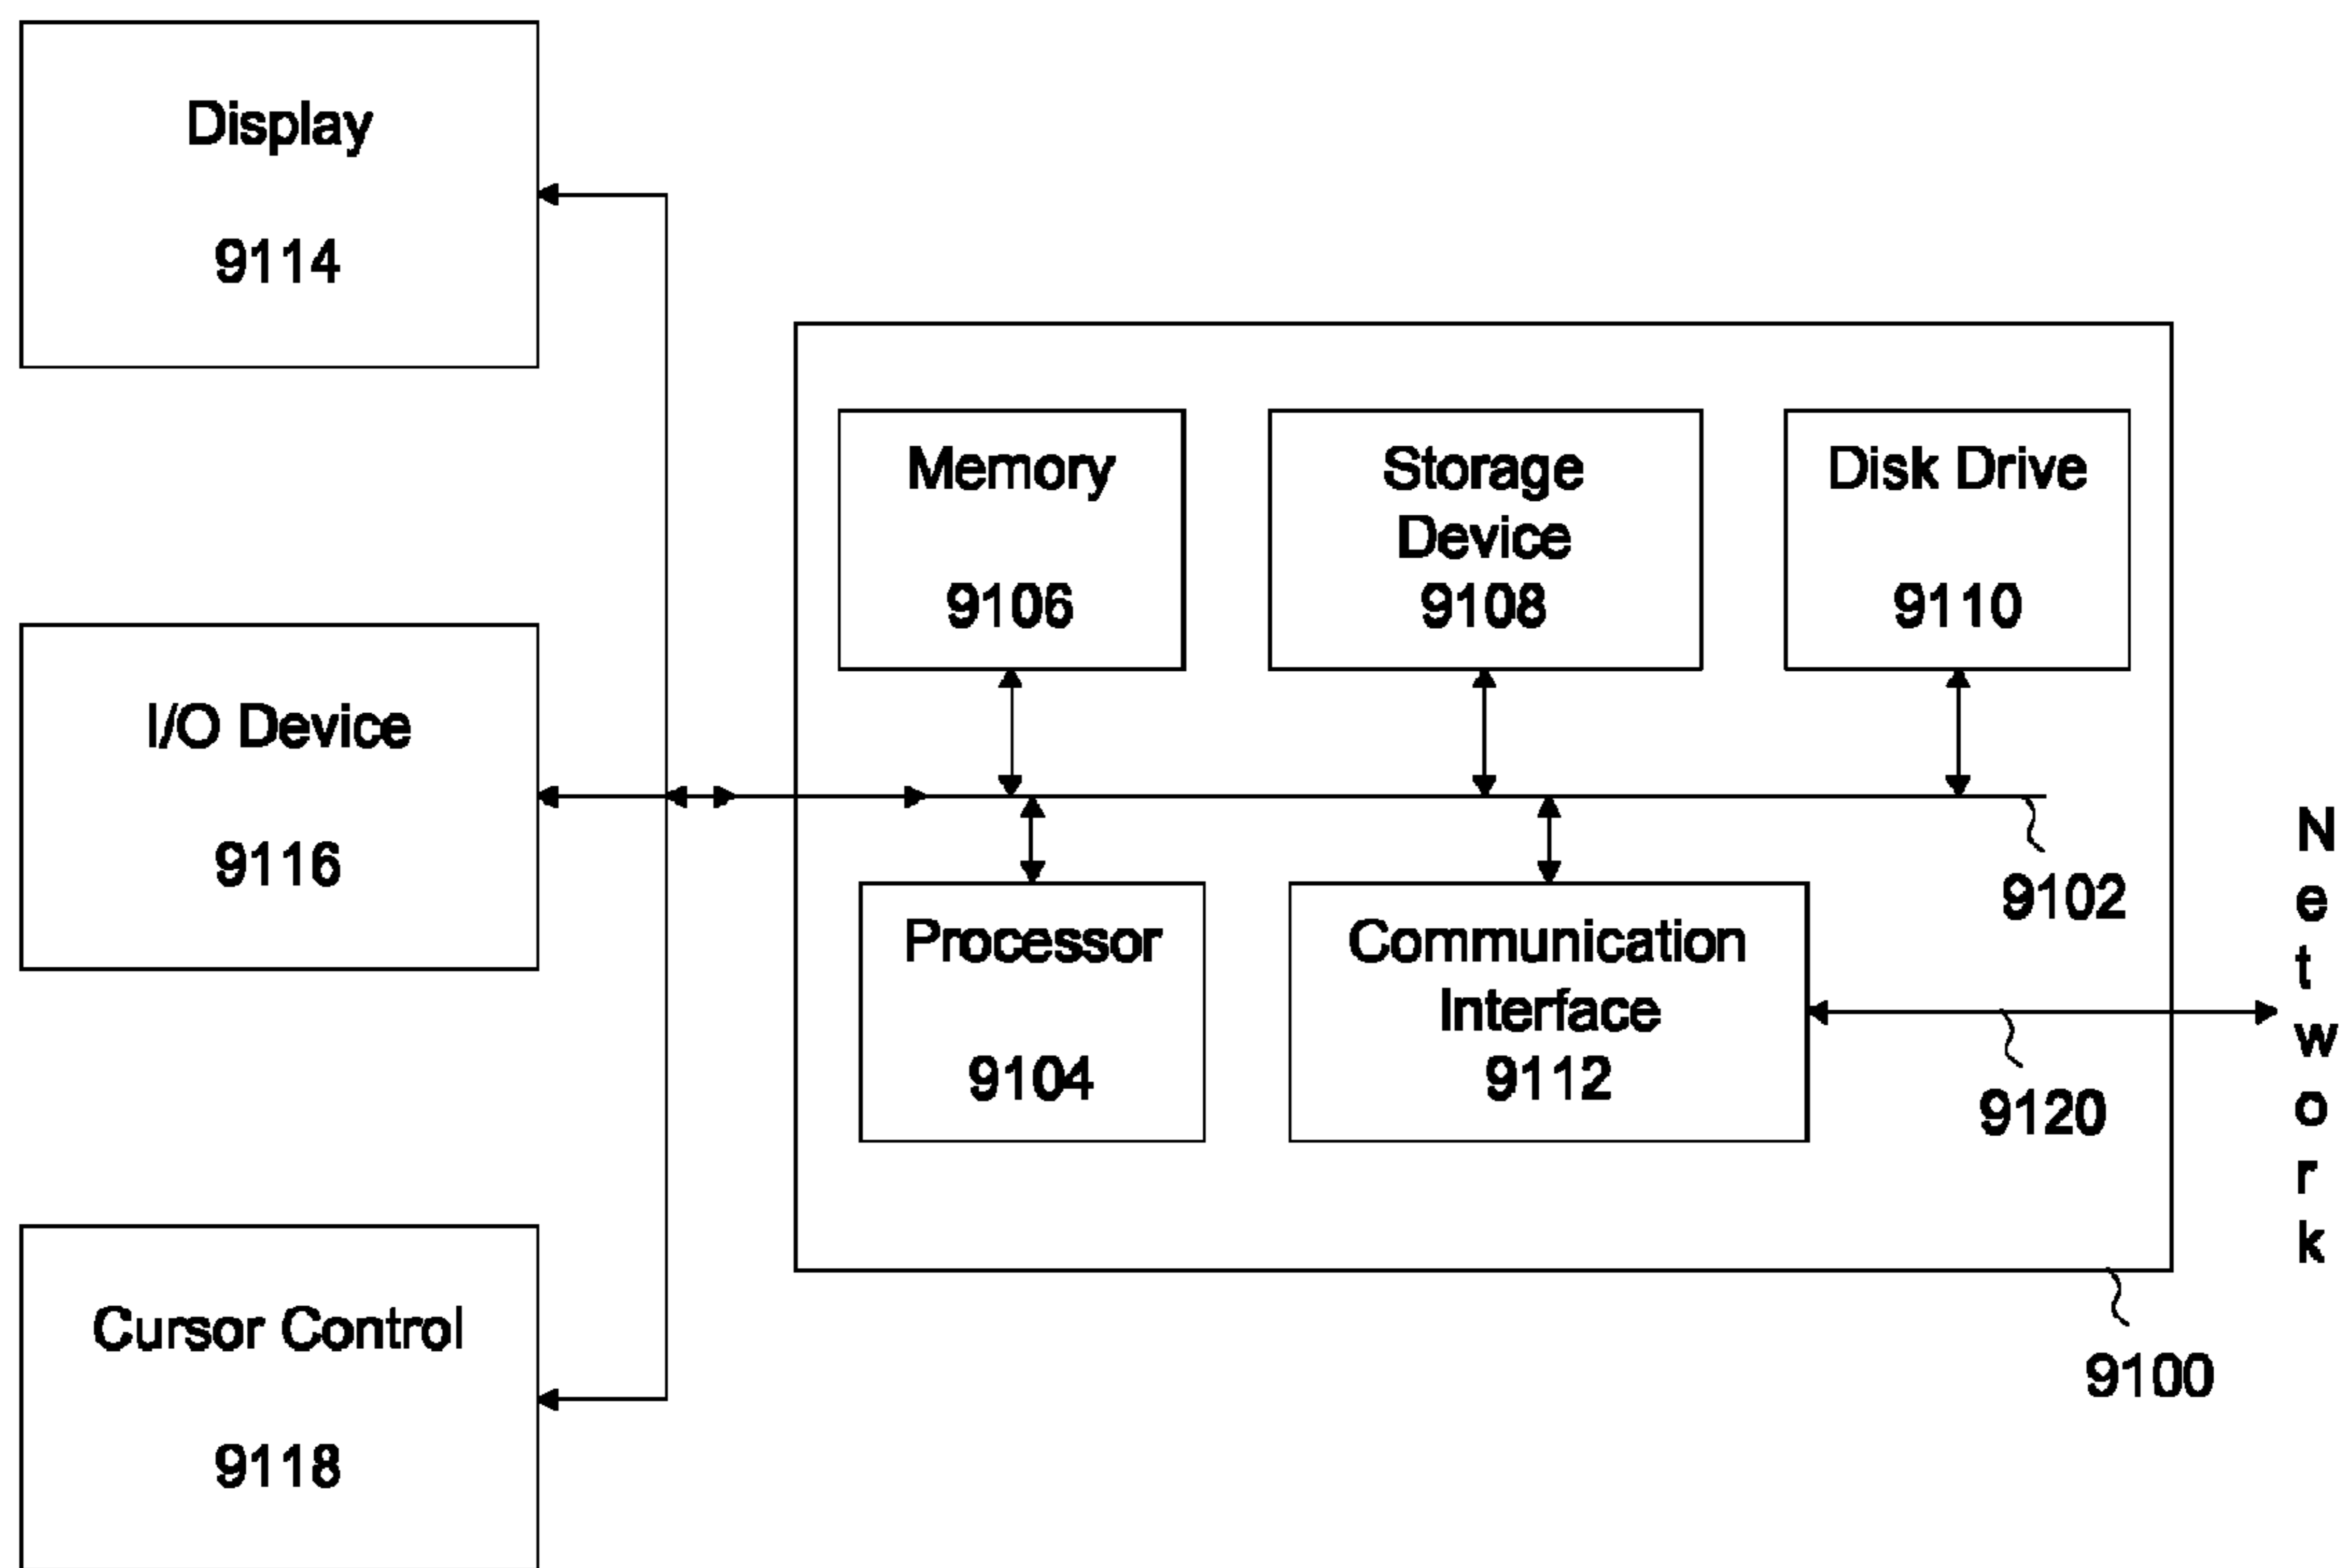 Display
9114
Memory
9106
Storage
Device
9108
Disk Drive
9110
I/O Device
9116
Processor
9104
Communication
Interface
9112
9102
9120
Network
Cursor Control
9118
9100